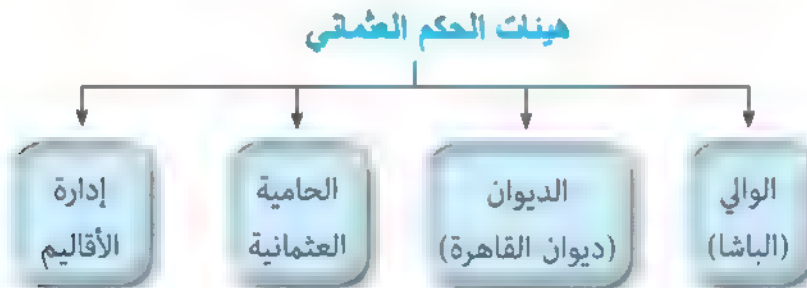 هيئات الحكم العثماني
الوالي
(الباشا)
الديوان
(ديوان القاهرة)
الحامية
العثمانية
إدارة
الأقاليم